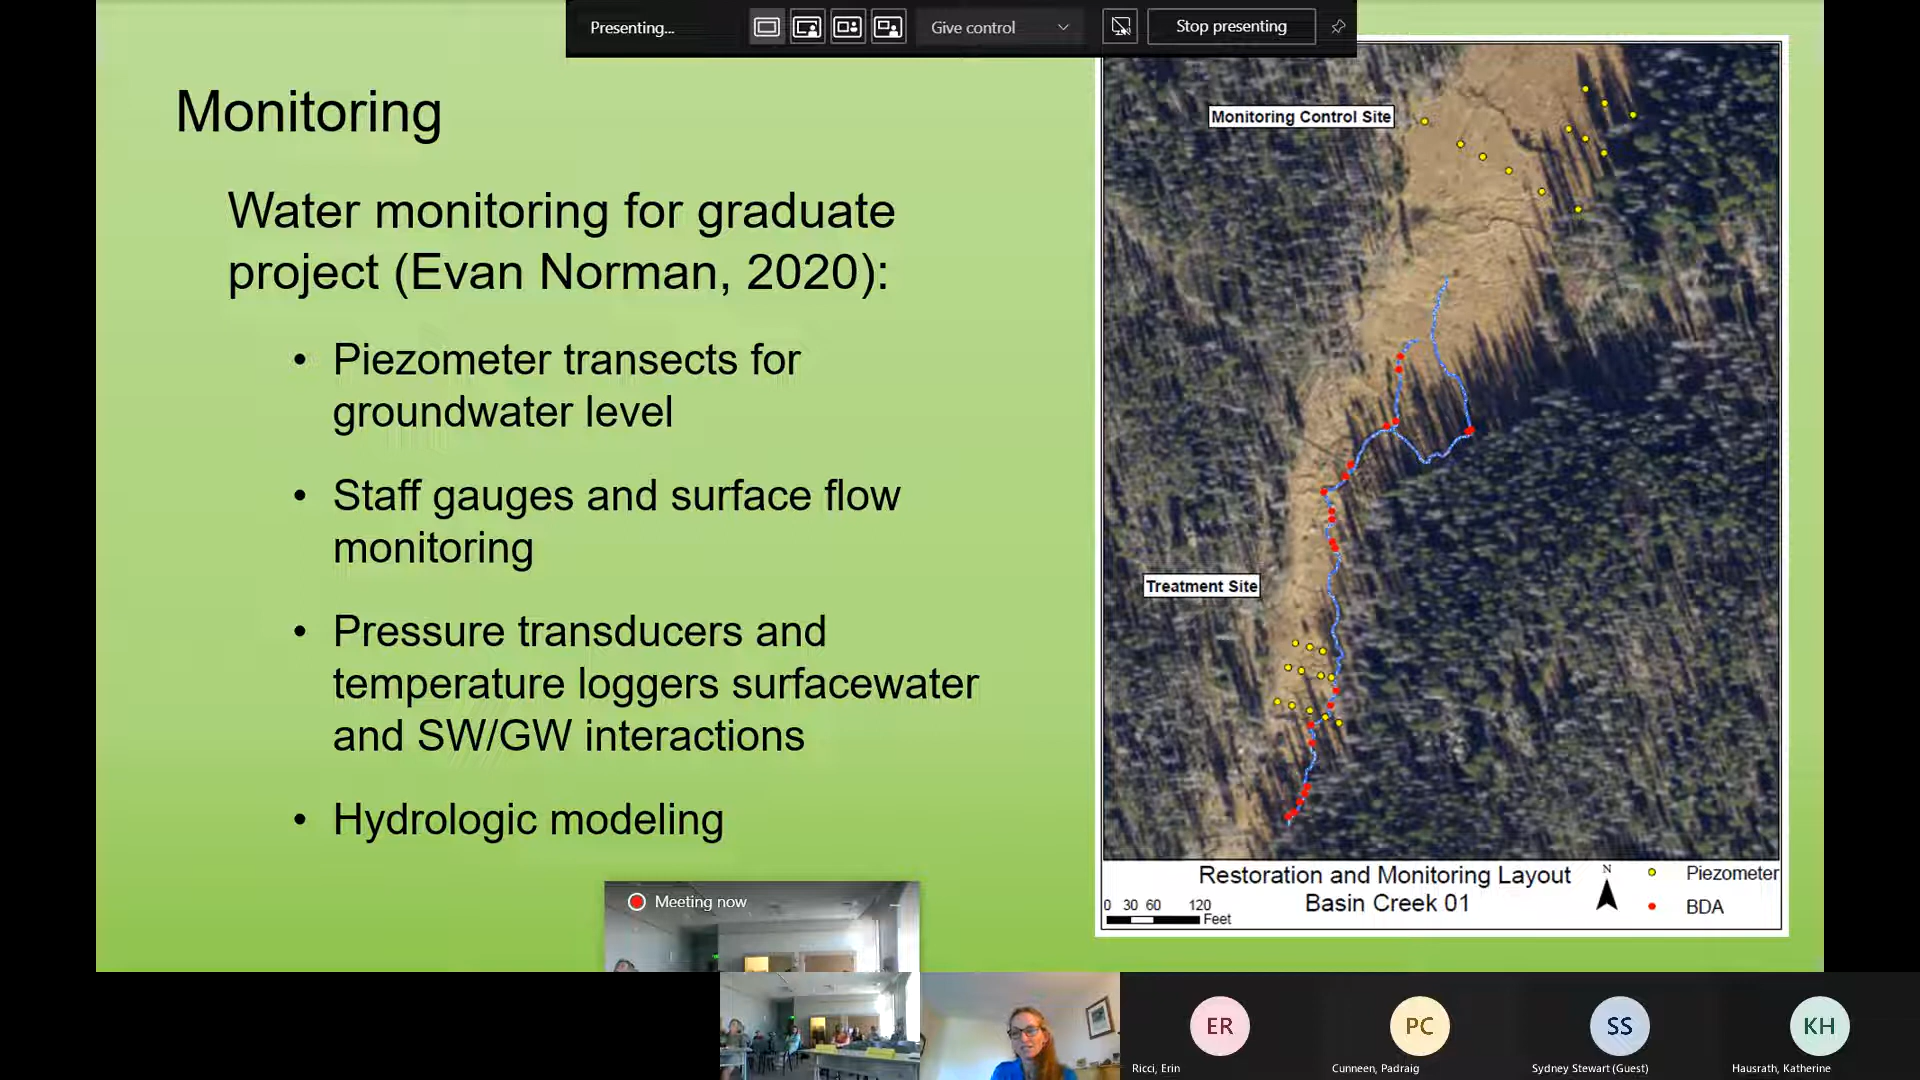 Presenting...
Give control
Stop presenting
Monitoring
Water monitoring for graduate
project (Evan Norman, 2020):
• Piezometer transects for
groundwater level
• Staff gauges and surface flow
monitoring
• Pressure transducers and
temperature loggers surfacewater
and SW/GW interactions
• Hydrologic modeling
Monitoring Control Site
Treatment Site
Restoration and Monitoring Layout
Basin Creek 01
0 30 60 120
Feet
N
Piezometer
BDA
Meeting now
ER
PC
SS
KH
Ricci, Erin
Cunneen, Padraig
Sydney Stewart (Guest)
Hausrath, Katherine